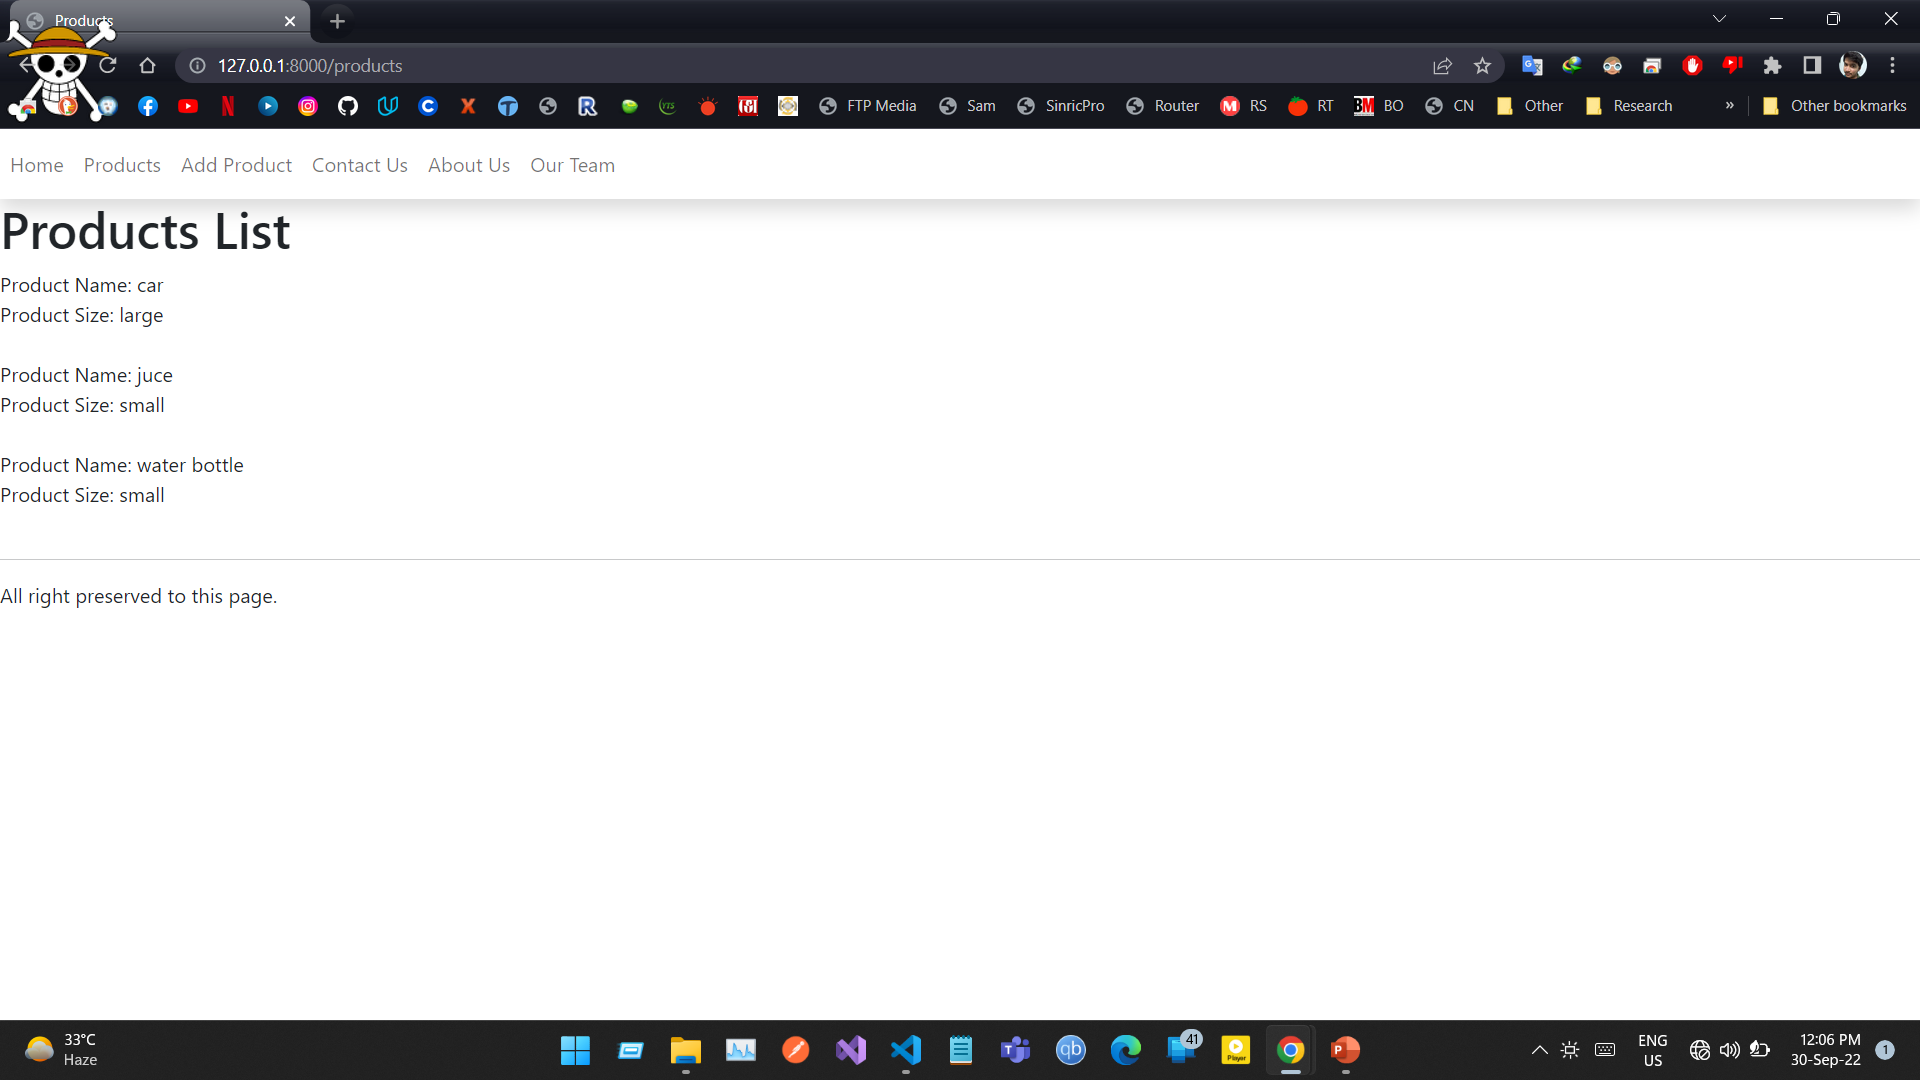 Products
127.0.0.1:8000/products
FTP Media Sam SinricPro Router RS RT BM BO CN Other Research » Other bookmarks
Home Products Add Product Contact Us About Us Our Team
Products List
Product Name: car
Product Size: large
Product Name: juce
Product Size: small
Product Name: water bottle
Product Size: small
All right preserved to this page.
33°C
Haze
41
Player
ENG
US
12:06 PM
30-Sep-22
1